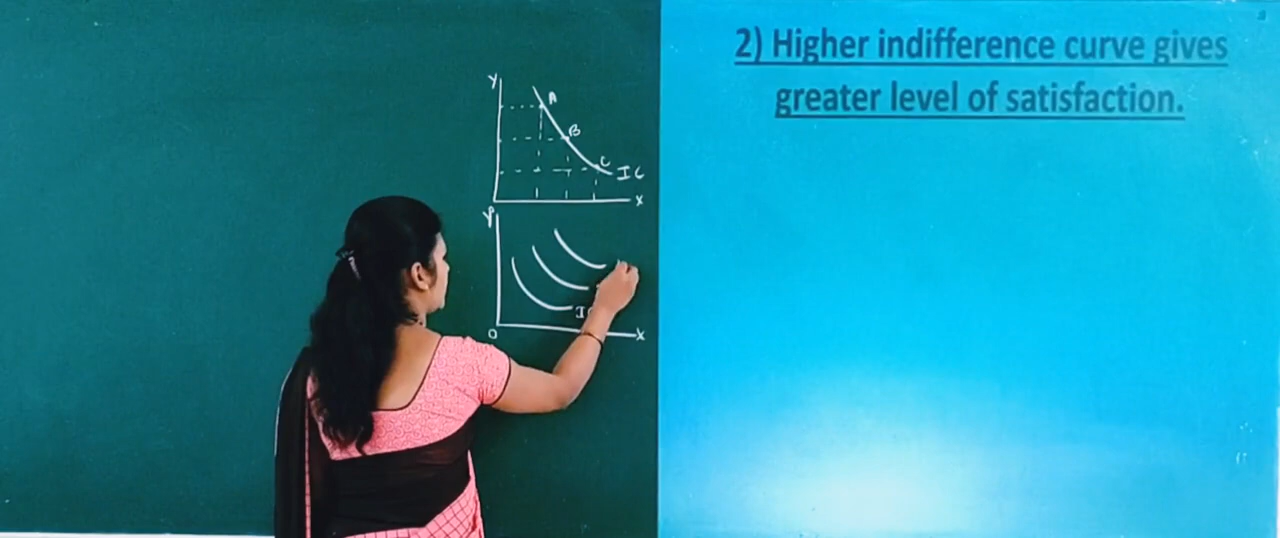 Y
A
B
C
IC
X
Y
I
O
X
2) Higher indifference curve gives
greater level of satisfaction.